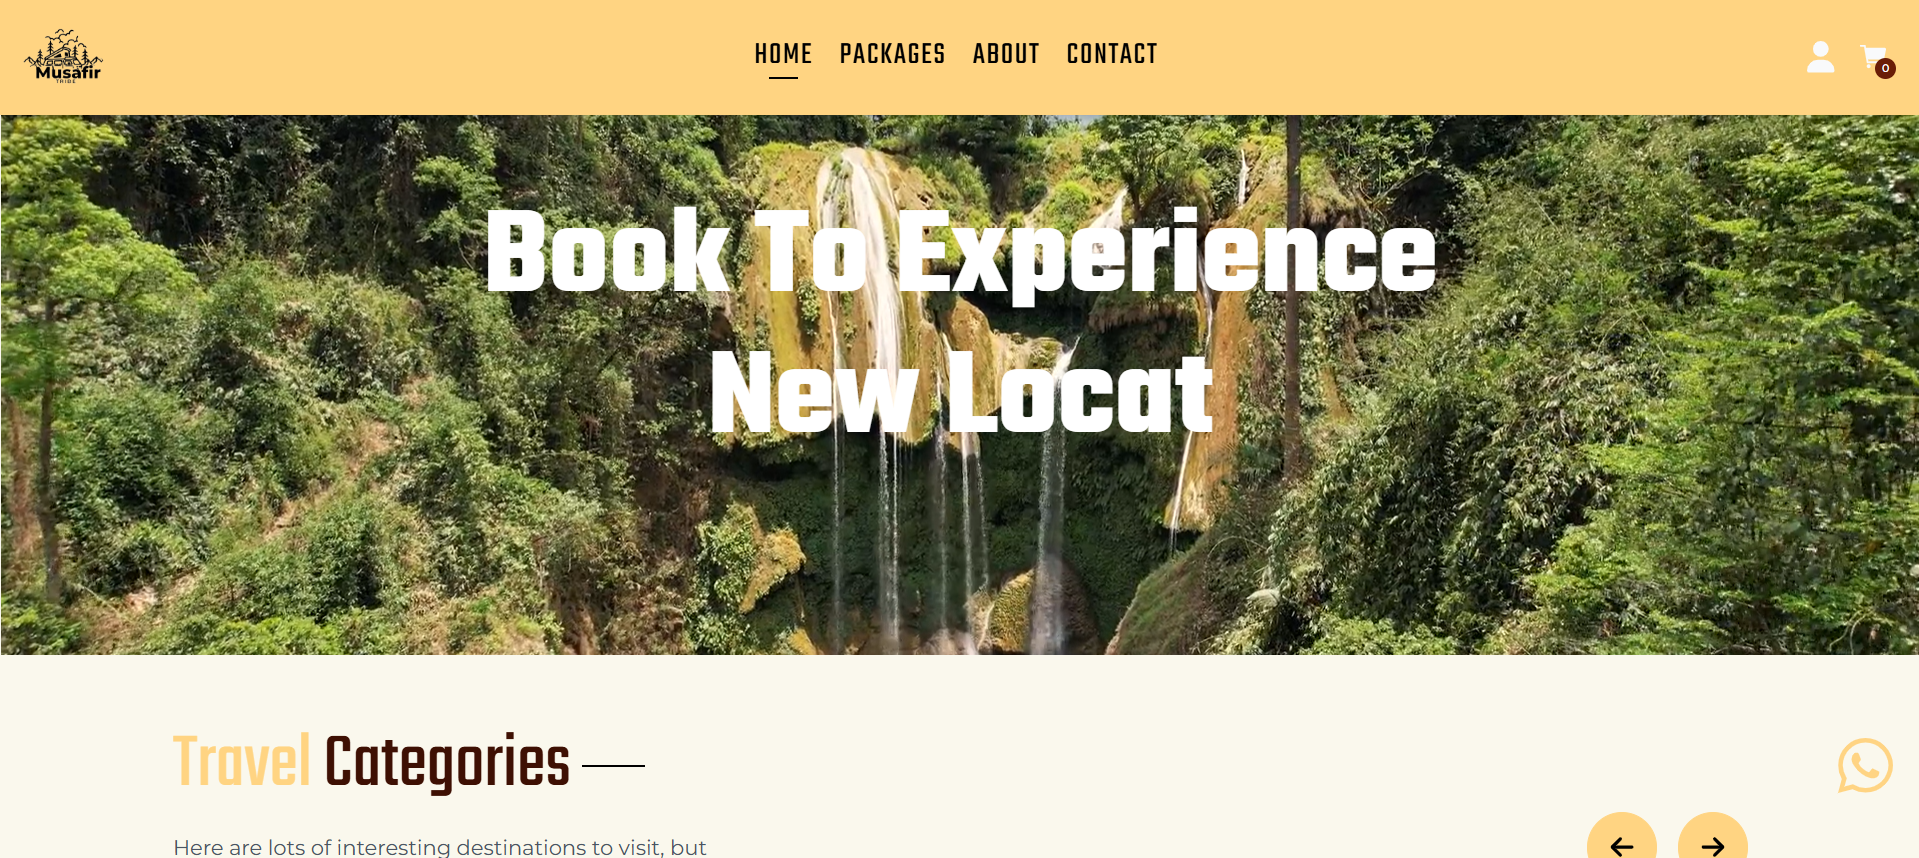 Musafir
TRIBE
HOME PACKAGES ABOUT CONTACT
0
Book To Experience
New Locat
Travel Categories
Here are lots of interesting destinations to visit, but